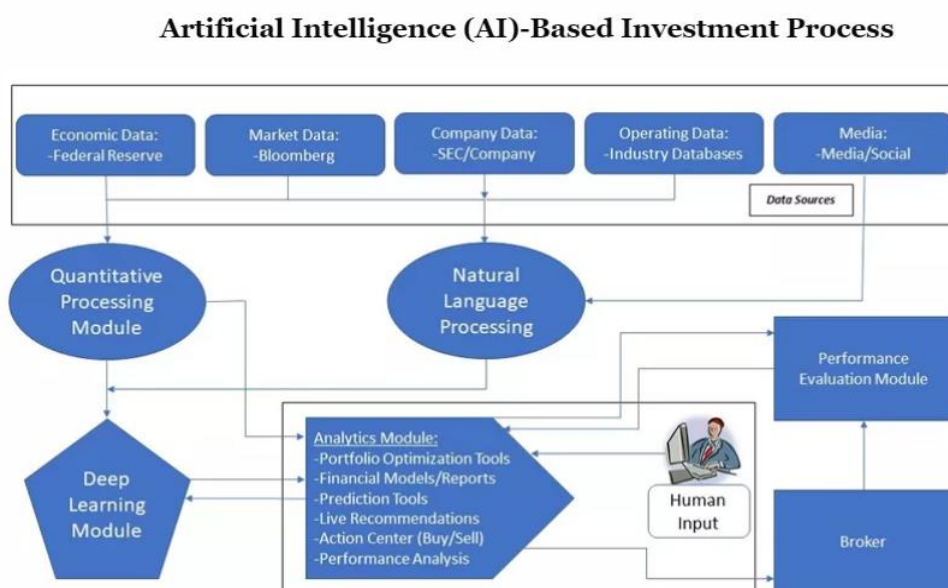 Artificial Intelligence (AI)-Based Investment Process
Economic Data:
-Federal Reserve
Market Data:
-Bloomberg
Company Data:
-SEC/Company
Operating Data:
-Industry Databases
Media:
-Media/Social
Data Sources
Quantitative
Processing
Module
Natural
Language
Processing
Performance
Evaluation Module
Deep
Learning
Module
Analytics Module:
-Portfolio Optimization Tools
-Financial Models/Reports
-Prediction Tools
-Live Recommendations
-Action Center (Buy/Sell)
-Performance Analysis
Human
Input
Broker